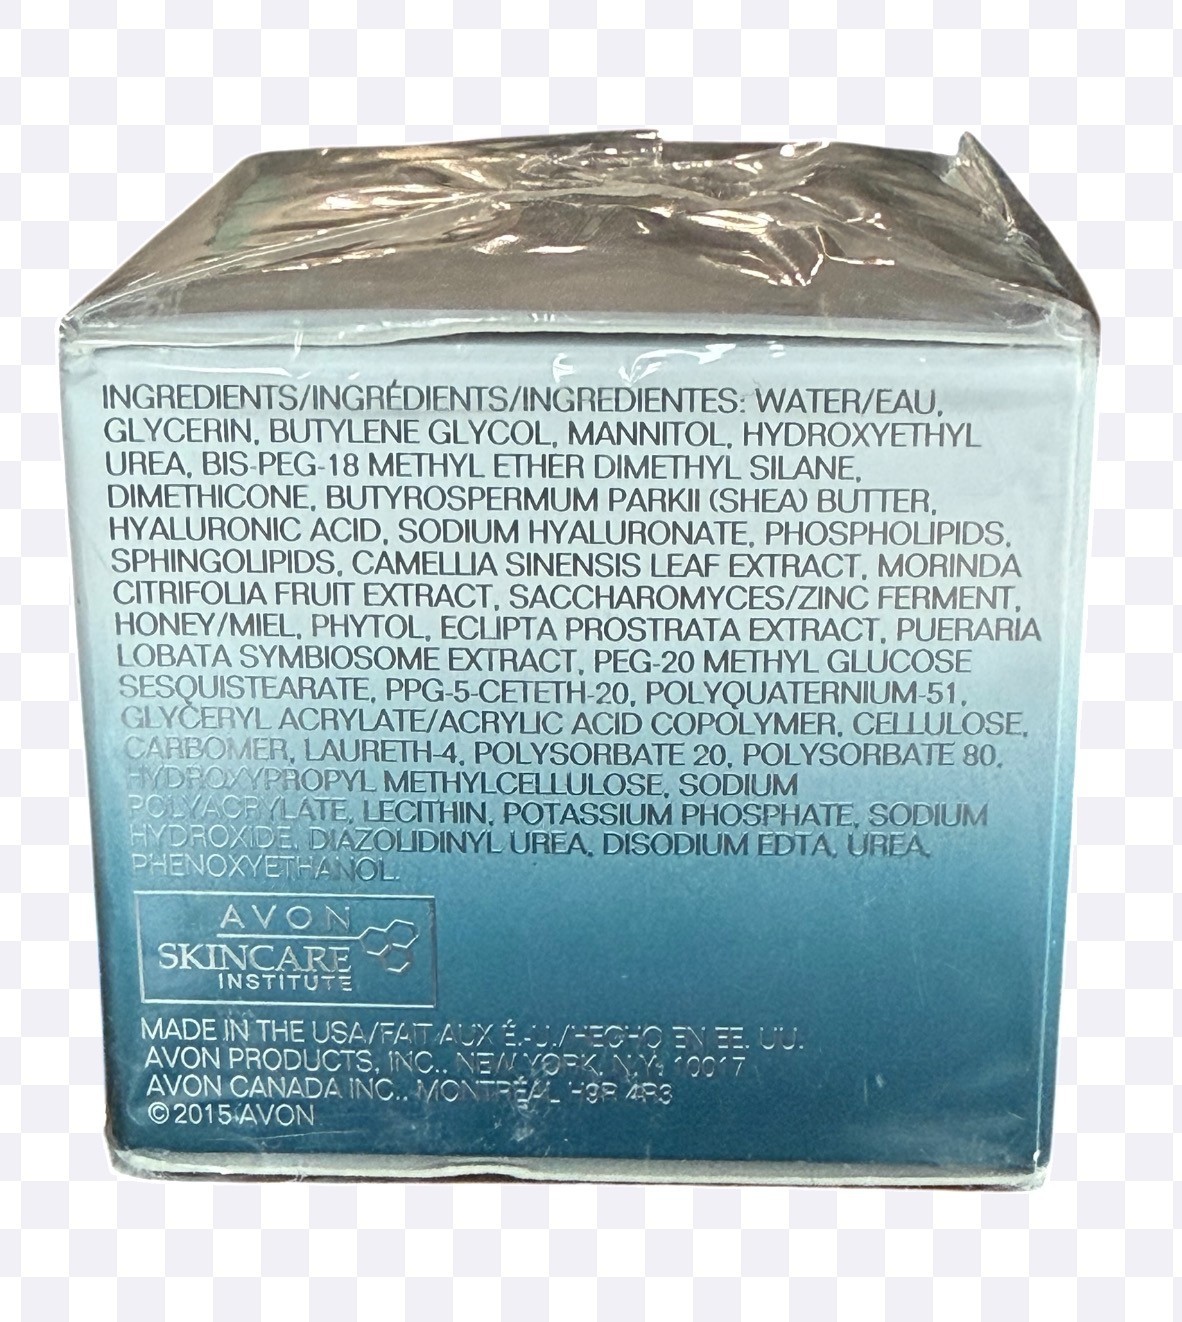 INGREDIENTS/INGRÉDIENTS/INGREDIENTES: WATER/EAU,
GLYCERIN, BUTYLENE GLYCOL, MANNITOL, HYDROXYETHYL
UREA, BIS-PEG-18 METHYL ETHER DIMETHYL SILANE,
DIMETHICONE, BUTYROSPERMUM PARKII (SHEA) BUTTER,
HYALURONIC ACID, SODIUM HYALURONATE, PHOSPHOLIPIDS,
SPHINGOLIPIDS, CAMELLIA SINENSIS LEAF EXTRACT, MORINDA
CITRIFOLIA FRUIT EXTRACT, SACCHAROMYCES/ZINC FERMENT,
HONEY/MIEL, PHYTOL, ECLIPTA PROSTRATA EXTRACT, PUERARIA
LOBATA SYMBIOSOME EXTRACT, PEG-20 METHYL GLUCOSE
SESQUISTEARATE, PPG-5-CETETH-20, POLYQUATERNIUM-51,
GLYCERYL ACRYLATE/ACRYLIC ACID COPOLYMER, CELLULOSE,
CARBOMER, LAURETH-4, POLYSORBATE 20, POLYSORBATE 80,
HYDROXYPROPYL METHYLCELLULOSE, SODIUM
POLYACRYLATE, LECITHIN, POTASSIUM PHOSPHATE, SODIUM
HYDROXIDE, DIAZOLIDINYL UREA, DISODIUM EDTA, UREA,
PHENOXYETHANOL.
AVON
SKINCARE
INSTITUTE
MADE IN THE USA/FAIT AUX É.-U./HECHO EN EE. UU.
AVON PRODUCTS, INC., NEW YORK, N.Y. 10017
AVON CANADA INC., MONTRÉAL H9R 4R3
©2015 AVON